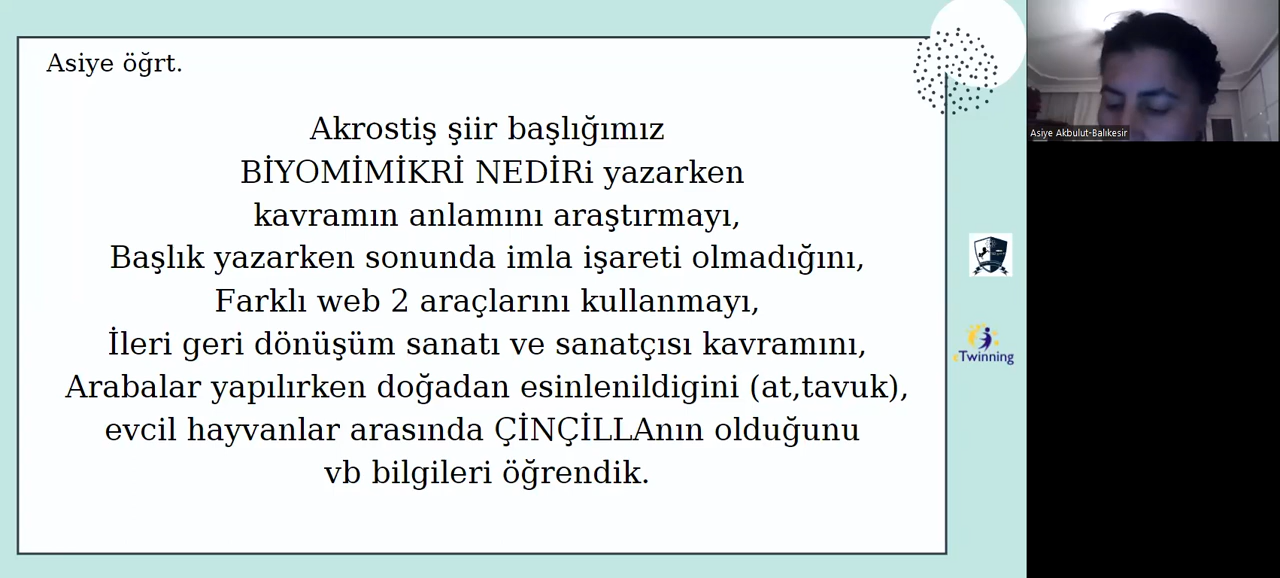 Asiye öğrt.
Akrostiş şiir başlığımız
BİYOMİMİKRİ NEDİRi yazarken
kavramın anlamını araştırmayı,
Başlık yazarken sonunda imla işareti olmadığını,
Farklı web 2 araçlarını kullanmayı,
İleri geri dönüşüm sanatı ve sanatçısı kavramını,
Arabalar yapılırken doğadan esinlenildigini (at,tavuk),
evcil hayvanlar arasında ÇİNÇİLLAnın olduğunu
vb bilgileri öğrendik.
Asiye Akbulut-Balıkesir
eTwinning